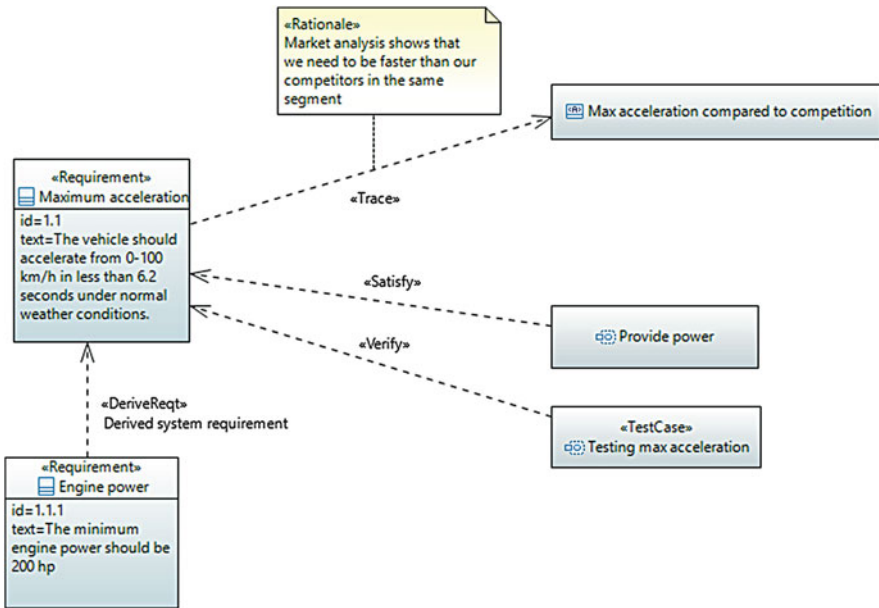 «Rationale»
Market analysis shows that
we need to be faster than our
competitors in the same
segment
Max acceleration compared to competition
«Requirement»
Maximum acceleration
id=1.1
text=The vehicle should
accelerate from 0-100
km/h in less than 6.2
seconds under normal
weather conditions.
«Trace»
«Satisfy»
Provide power
«Verify»
«TestCase»
Testing max acceleration
«DeriveReqt»
Derived system requirement
«Requirement»
Engine power
id=1.1.1
text=The minimum
engine power should be
200 hp